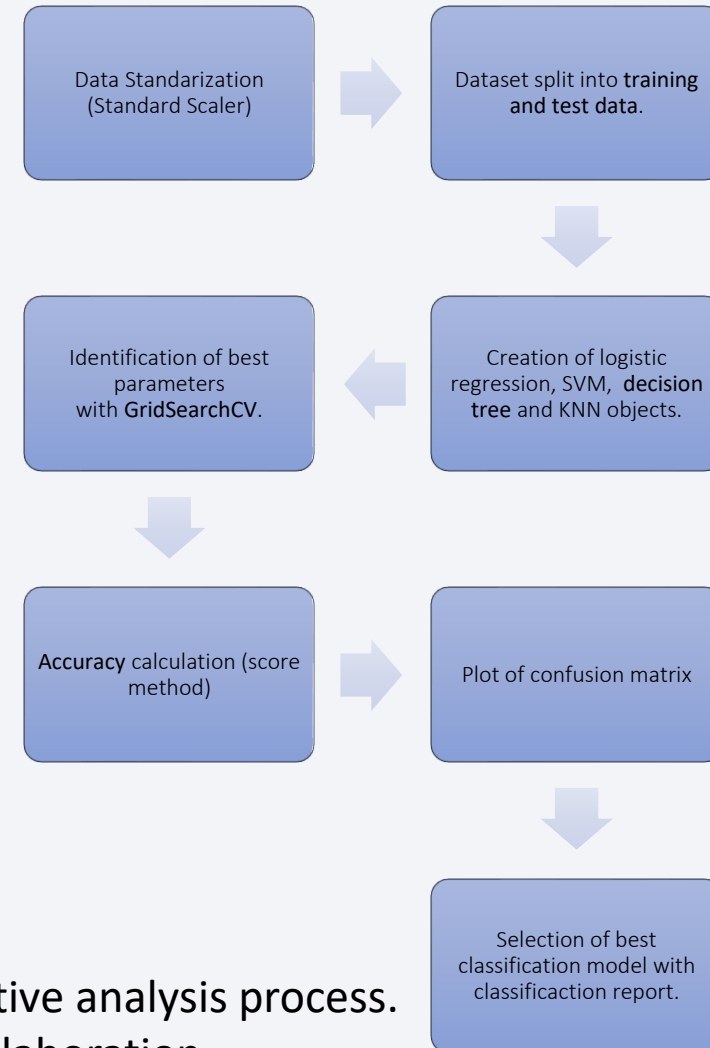 Data Standarization
(Standard Scaler)
Dataset split into training
and test data.
Creation of logistic
regression, SVM, decision
tree and KNN objects.
Identification of best
parameters
with GridSearchCV.
Accuracy calculation (score
method)
Plot of confusion matrix
Selection of best
classification model with
classificaction report.
analysis process.